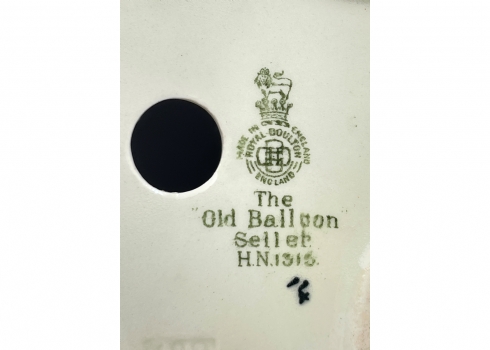 MADE IN ENGLAND
ROYAL·DOULTON
ENGLAND
The
Old Balloon
Seller
H.N.1315.